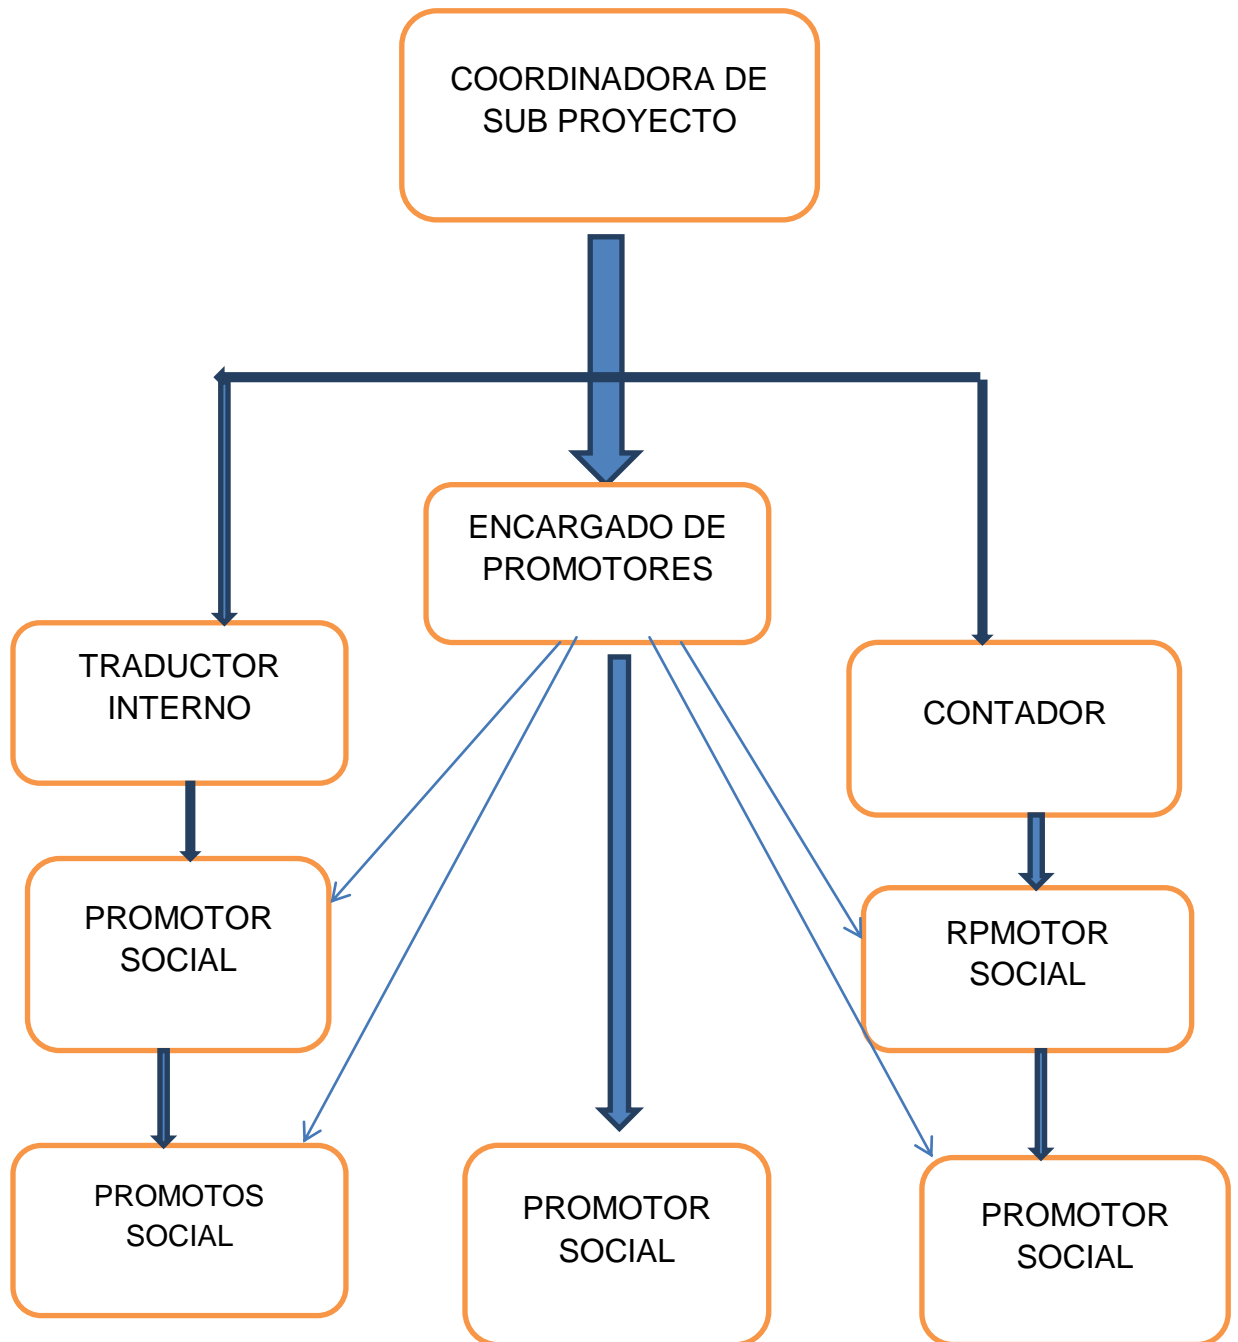 COORDINADORA DE
SUB PROYECTO
ENCARGADO DE
PROMOTORES
TRADUCTOR
INTERNO
CONTADOR
PROMOTOR
SOCIAL
RPMOTOR
SOCIAL
PROMOTOS
SOCIAL
PROMOTOR
SOCIAL
PROMOTOR
SOCIAL